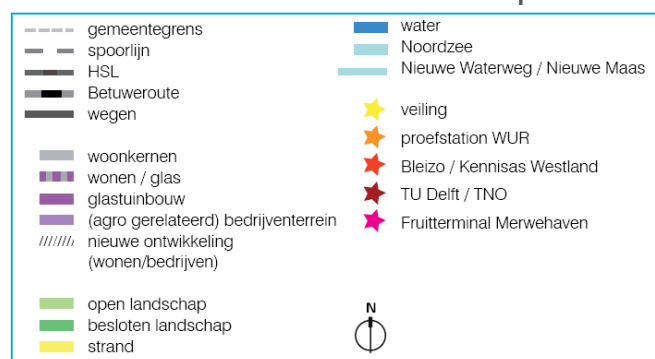 gemeentegrens
spoorlijn
HSL
Betuweroute
wegen
woonkernen
wonen / glas
glastuinbouw
(agro gerelateerd) bedrijventerrein
nieuwe ontwikkeling
(wonen/bedrijven)
open landschap
besloten landschap
strand
water
Noordzee
Nieuwe Waterweg / Nieuwe Maas
veiling
proefstation WUR
Bleizo / Kennisas Westland
TU Delft / TNO
Fruitterminal Merwehaven
N